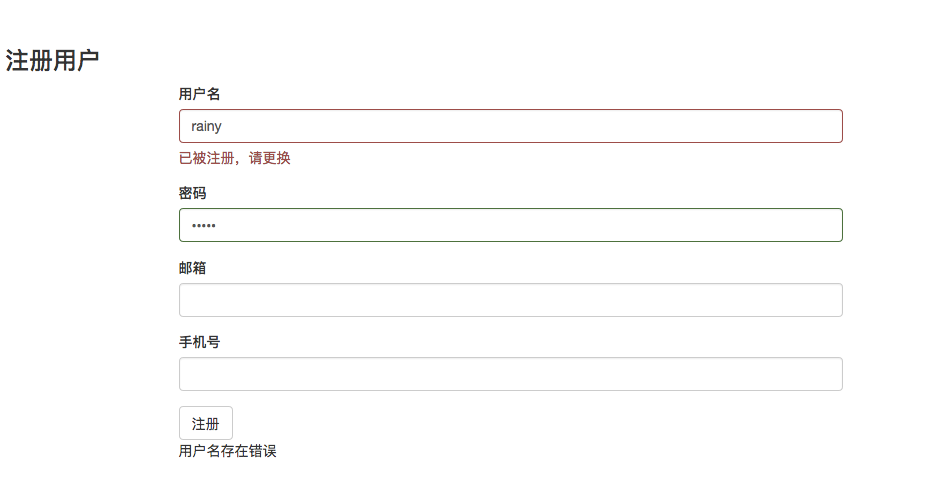 注册用户
用户名
rainy
已被注册，请更换
密码
•••••
邮箱
手机号
注册
用户名存在错误